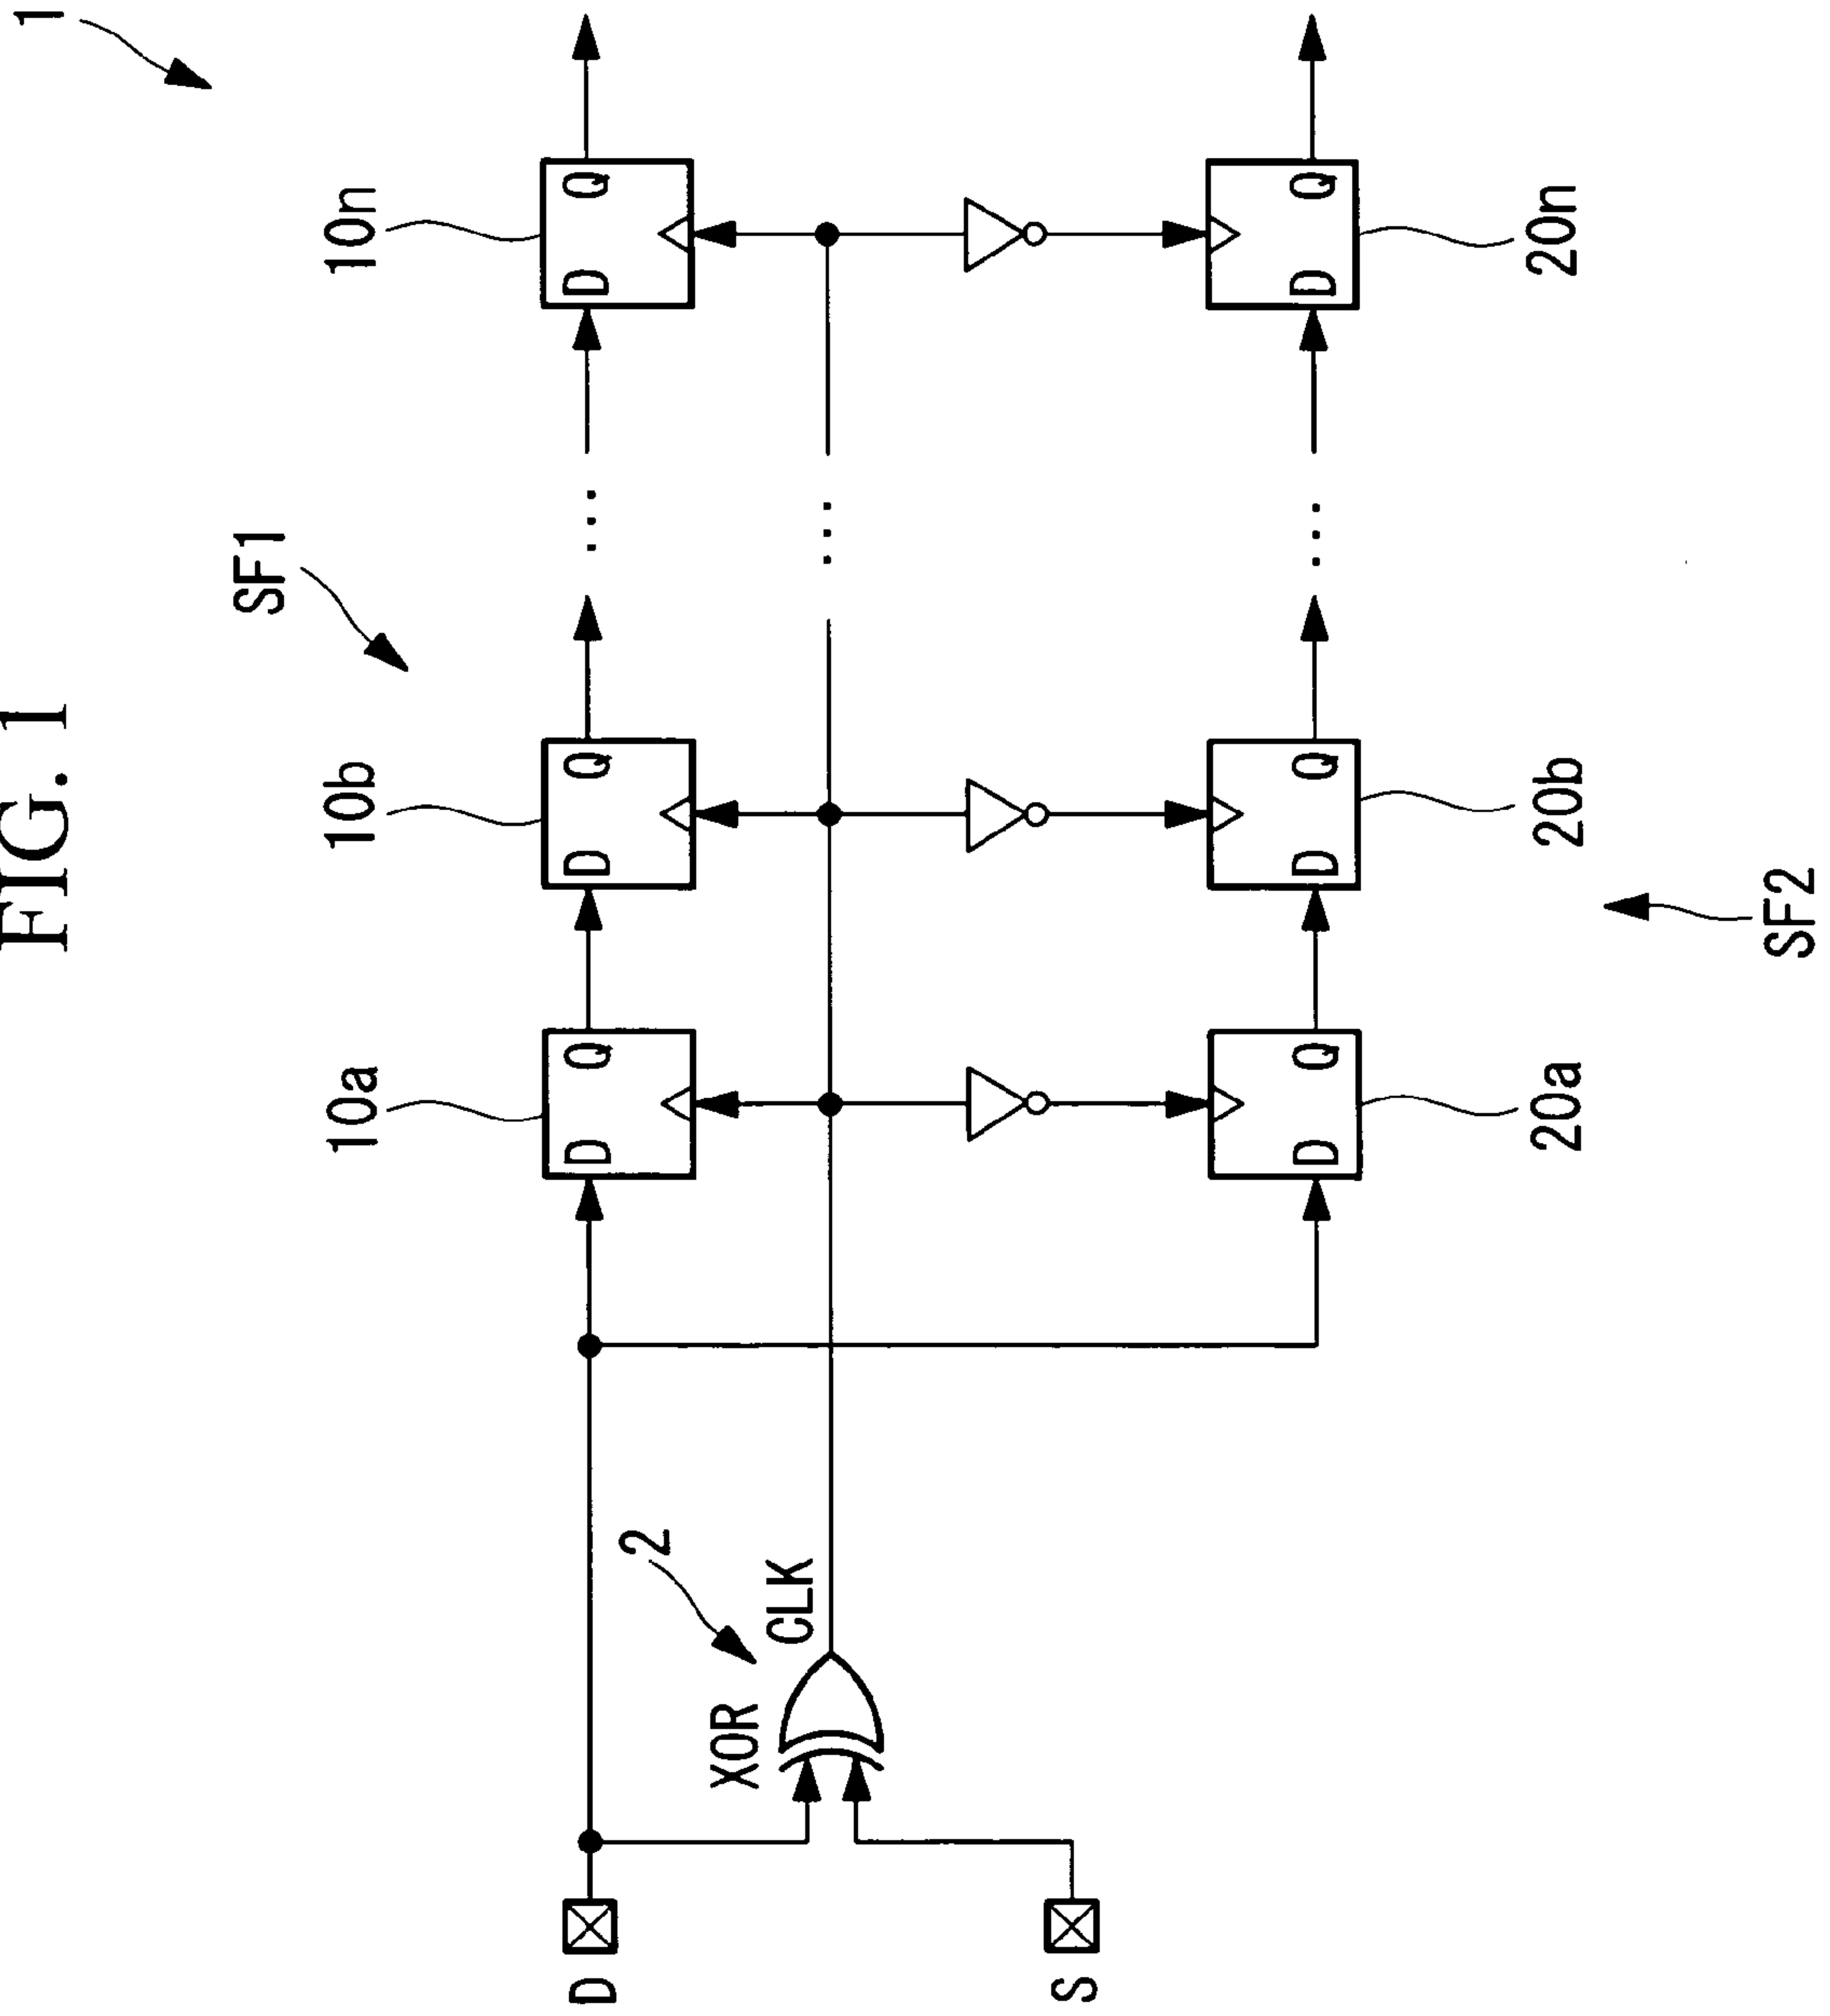 FIG. 1
1
SF1
10a
10b
10n
D Q
D Q
D Q
2
XOR
CLK
D
S
D Q
D Q
D Q
20a
20b
20n
SF2